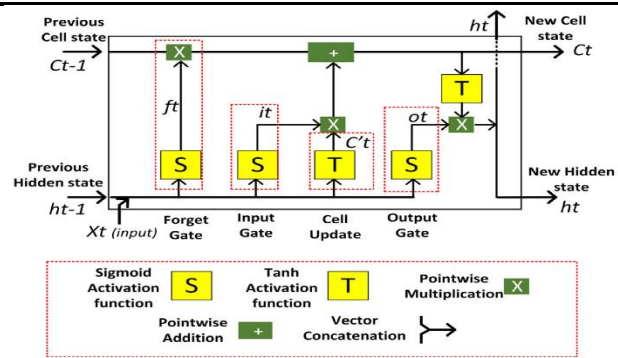 Previous
Cell state
Ct-1
ht
New Cell
state
Ct
X
+
T
ft
it
ot
X
X
C't
S
S
T
S
Previous
Hidden state
ht-1
New Hidden
state
ht
Xt (input)
Forget
Gate
Input
Gate
Cell
Update
Output
Gate
Sigmoid
Activation
function
S
Tanh
Activation
function
T
Pointwise
Multiplication
X
Pointwise
Addition
+
Vector
Concatenation